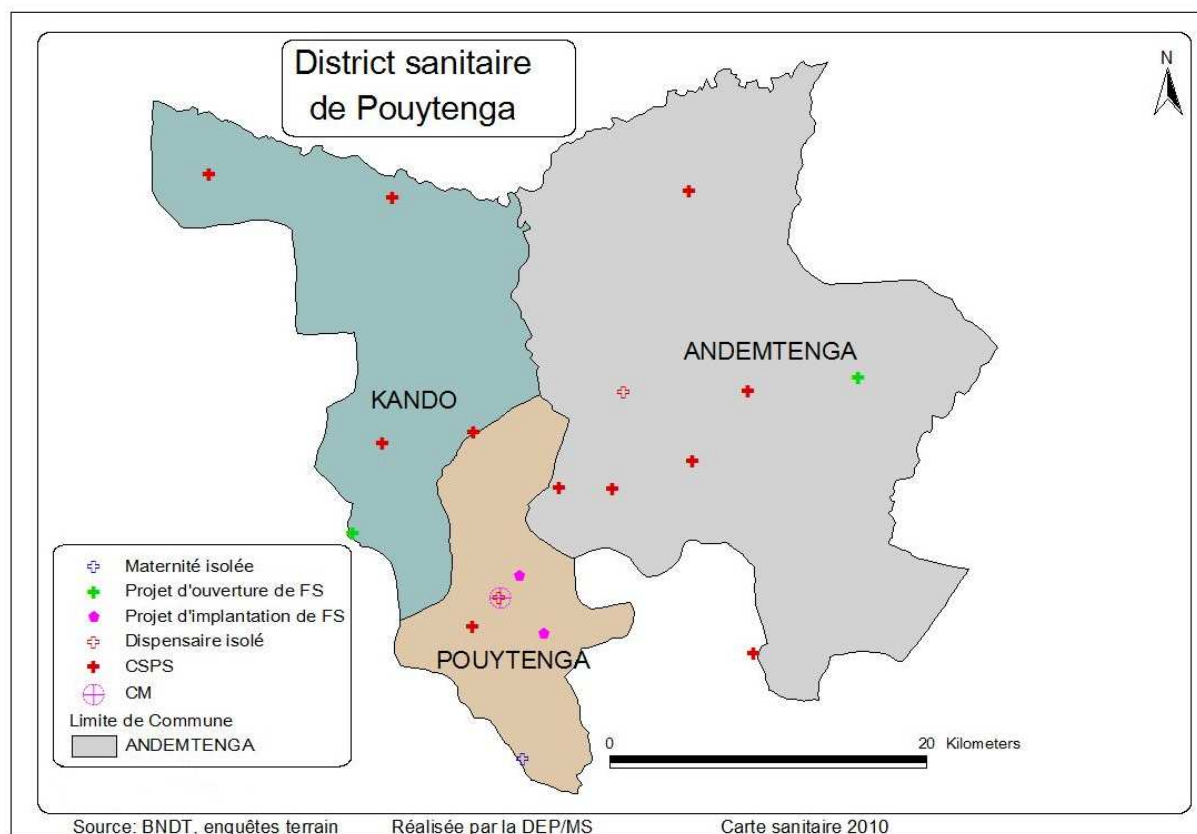 District sanitaire
de Pouytenga
N
ANDEMTENGA
KANDO
POUYTENGA
Maternité isolée
Projet d'ouverture de FS
Projet d'implantation de FS
Dispensaire isolé
CSPS
CM
Limite de Commune
ANDEMTENGA
0 20 Kilometers
Source: BNDT, enquêtes terrain Réalisée par la DEP/MS Carte sanitaire 2010